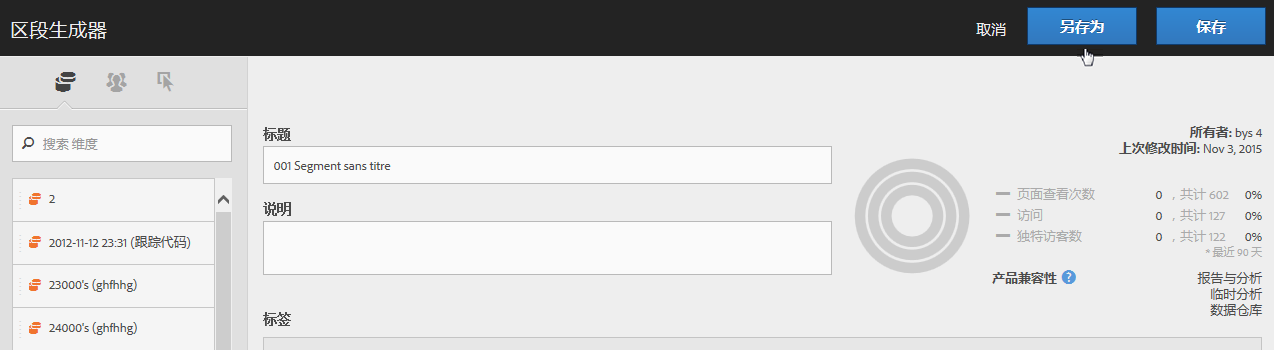 区段生成器
取消
另存为
保存
搜索 维度
2
2012-11-12 23:31 (跟踪代码)
23000's (ghfhhg)
24000's (ghfhhg)
标题
001 Segment sans titre
说明
标签
所有者: bys 4
上次修改时间: Nov 3, 2015
页面查看次数 0 , 共计 602 0%
访问 0 , 共计 127 0%
独特访客数 0 , 共计 122 0%
* 最近 90 天
产品兼容性 ? 报告与分析
临时分析
数据仓库